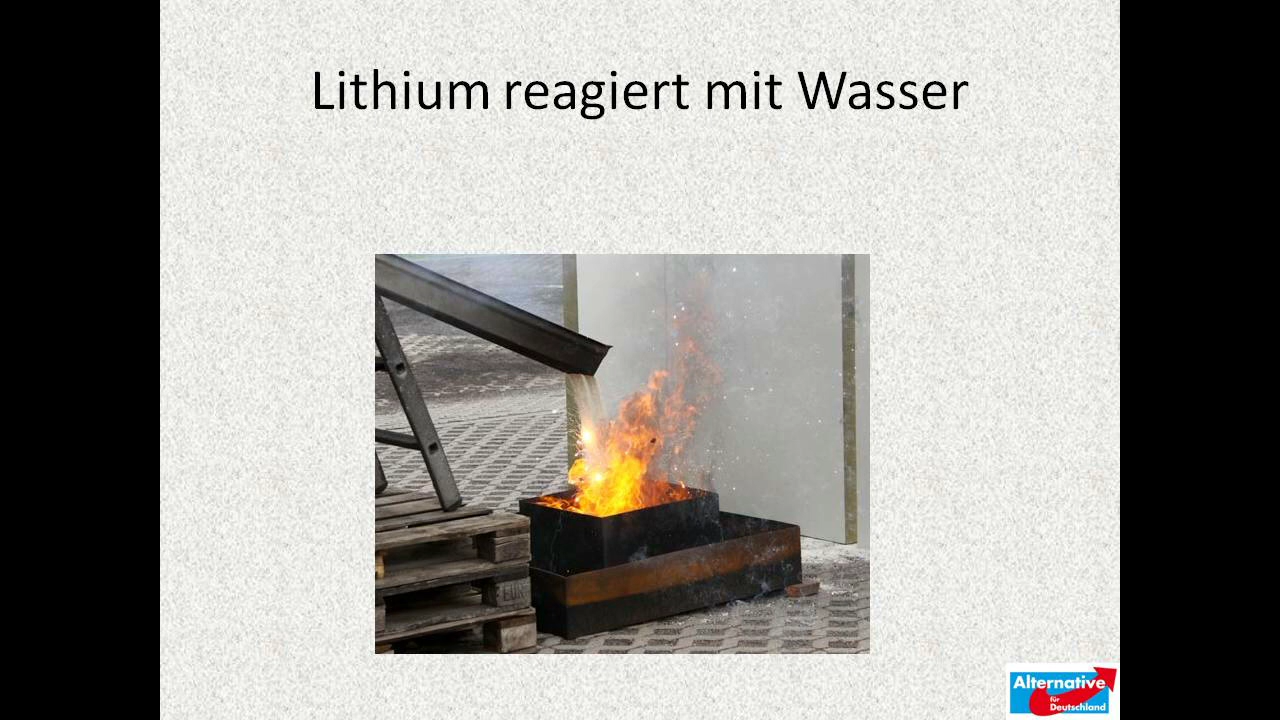 Lithium reagiert mit Wasser
EUR
Alternative
für
Deutschland